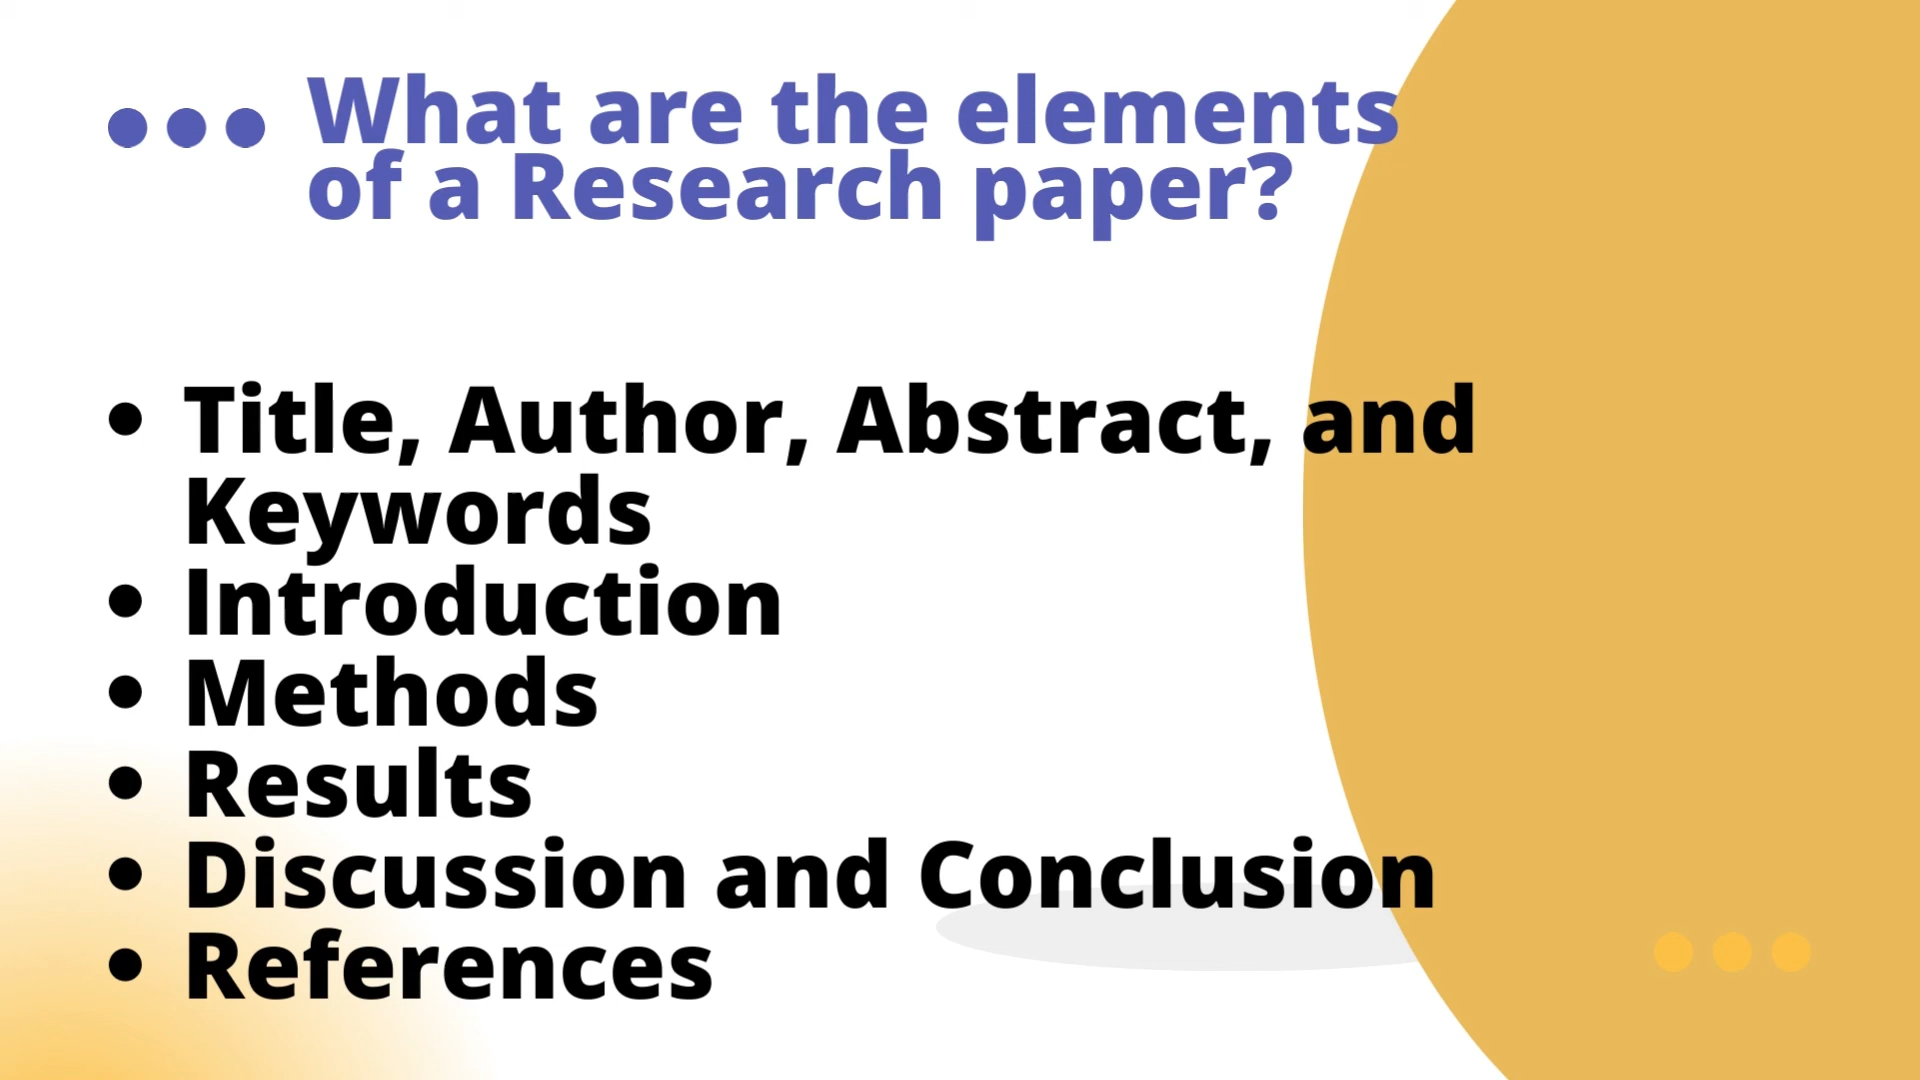 What are the elements
of a Research paper?
• Title, Author, Abstract, and
Keywords
• Introduction
• Methods
• Results
• Discussion and Conclusion
• References